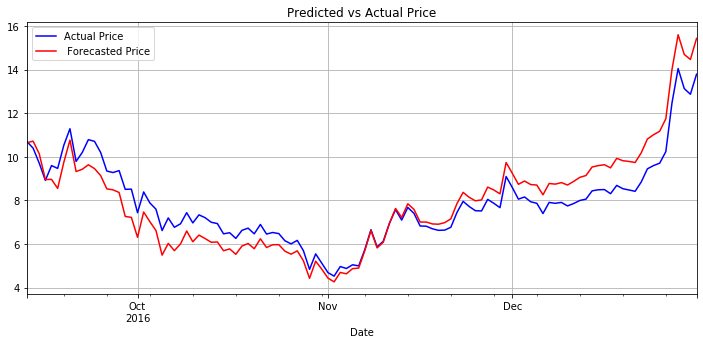 Predicted vs Actual Price
Actual Price
Forecasted Price
16
14
12
10
8
6
4
Oct
2016
Nov
Dec
Date